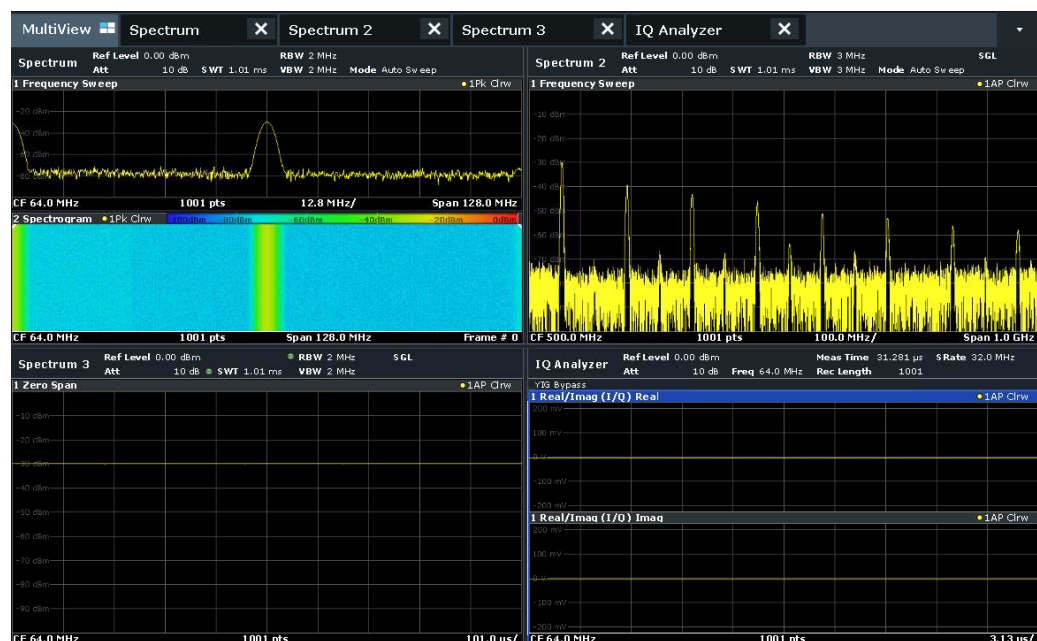 MultiView Spectrum Spectrum 2 Spectrum 3 IQ Analyzer
Spectrum Ref Level 0.00 dBm RBW 2 MHz
Att 10 dB SWT 1.01 ms VBW 2 MHz Mode Auto Sweep
1 Frequency Sweep 1Pk Clrw
-20 dBm
CF 64.0 MHz 1001 pts 12.8 MHz/ Span 128.0 MHz
2 Spectrogram 1Pk Clrw -100dBm -80dBm -60dBm -40dBm -20dBm 0dBm
CF 64.0 MHz 1001 pts Span 128.0 MHz Frame # 0
Spectrum 2 Ref Level 0.00 dBm RBW 3 MHz SGL
Att 10 dB SWT 1.01 ms VBW 3 MHz Mode Auto Sweep
1 Frequency Sweep 1AP Clrw
-10 dBm
-20 dBm
-30 dBm
-40 dBm
-50 dBm
-60 dBm
CF 500.0 MHz 1001 pts 100.0 MHz/ Span 1.0 GHz
Spectrum 3 Ref Level 0.00 dBm RBW 2 MHz SGL
Att 10 dB SWT 1.01 ms VBW 2 MHz
1 Zero Span 1AP Clrw
-10 dBm
-20 dBm
-30 dBm
-40 dBm
-50 dBm
-60 dBm
-70 dBm
-80 dBm
-90 dBm
CF 64.0 MHz 1001 pts 101.0 µs/
IQ Analyzer Ref Level 0.00 dBm Meas Time 31.281 µs SRate 32.0 MHz
Att 10 dB Freq 64.0 MHz Rec Length 1001
YIG Bypass
1 Real/Imag (I/Q) Real 1AP Clrw
200 mV
100 mV
0 V
-100 mV
-200 mV
1 Real/Imag (I/Q) Imag 1AP Clrw
200 mV
100 mV
0 V
-100 mV
-200 mV
CF 64.0 MHz 1001 pts 3.13 µs/